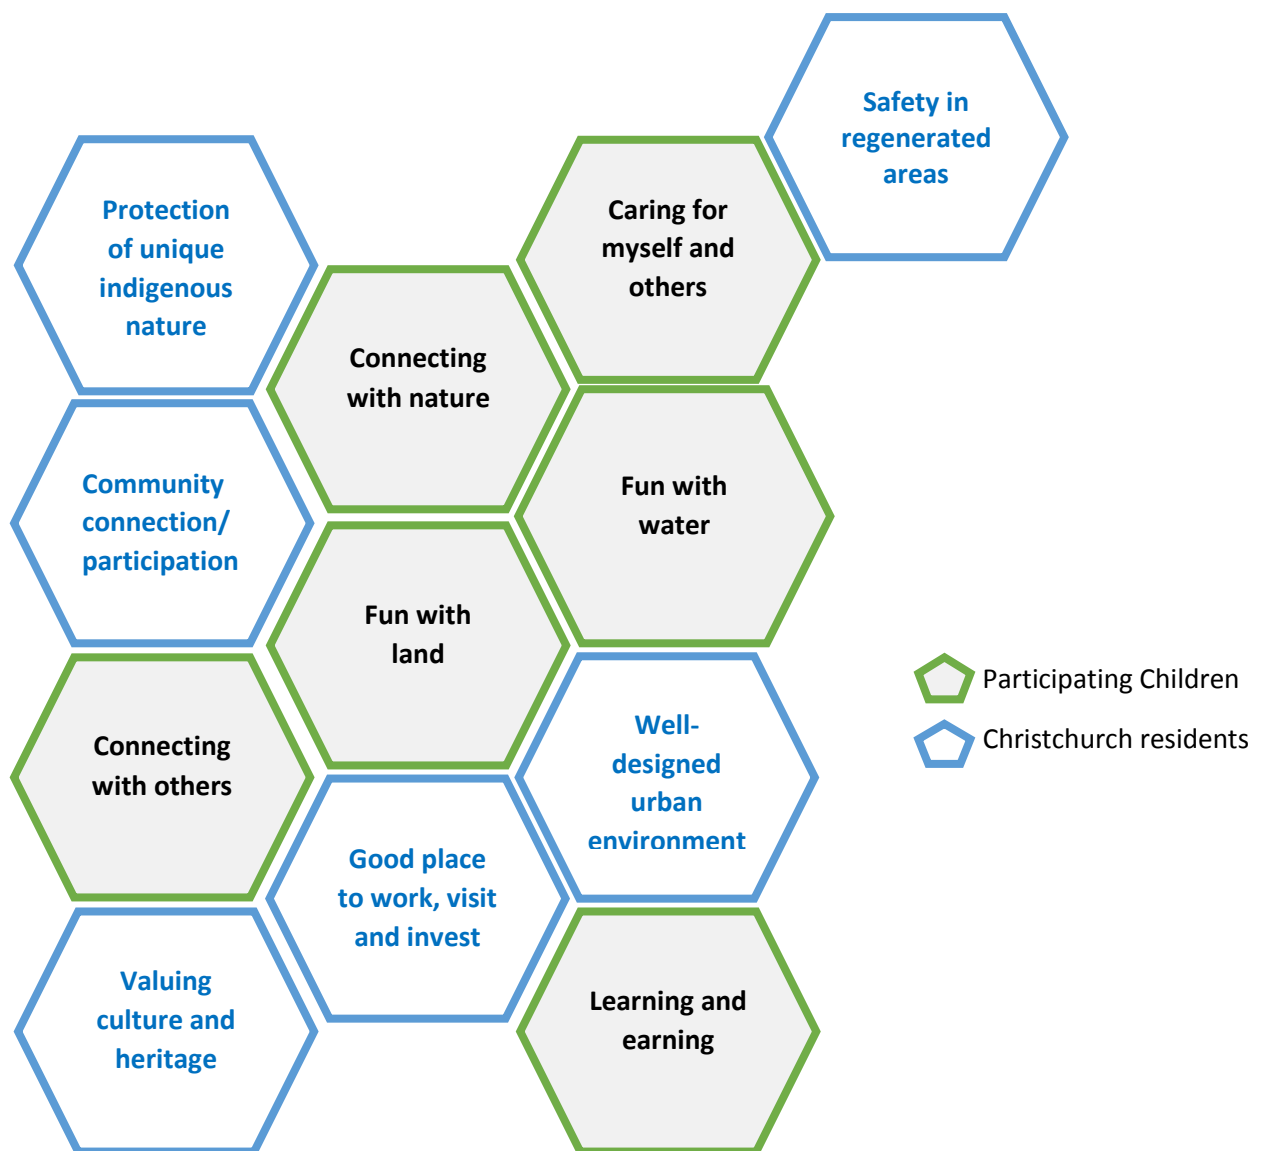 Safety in
regenerated
areas
Protection
of unique
indigenous
nature
Caring for
myself and
others
Connecting
with nature
Community
connection/
participation
Fun with
water
Fun with
land
Participating Children
Christchurch residents
Connecting
with others
Well-
designed
urban
environment
Good place
to work, visit
and invest
Valuing
culture and
heritage
Learning and
earning